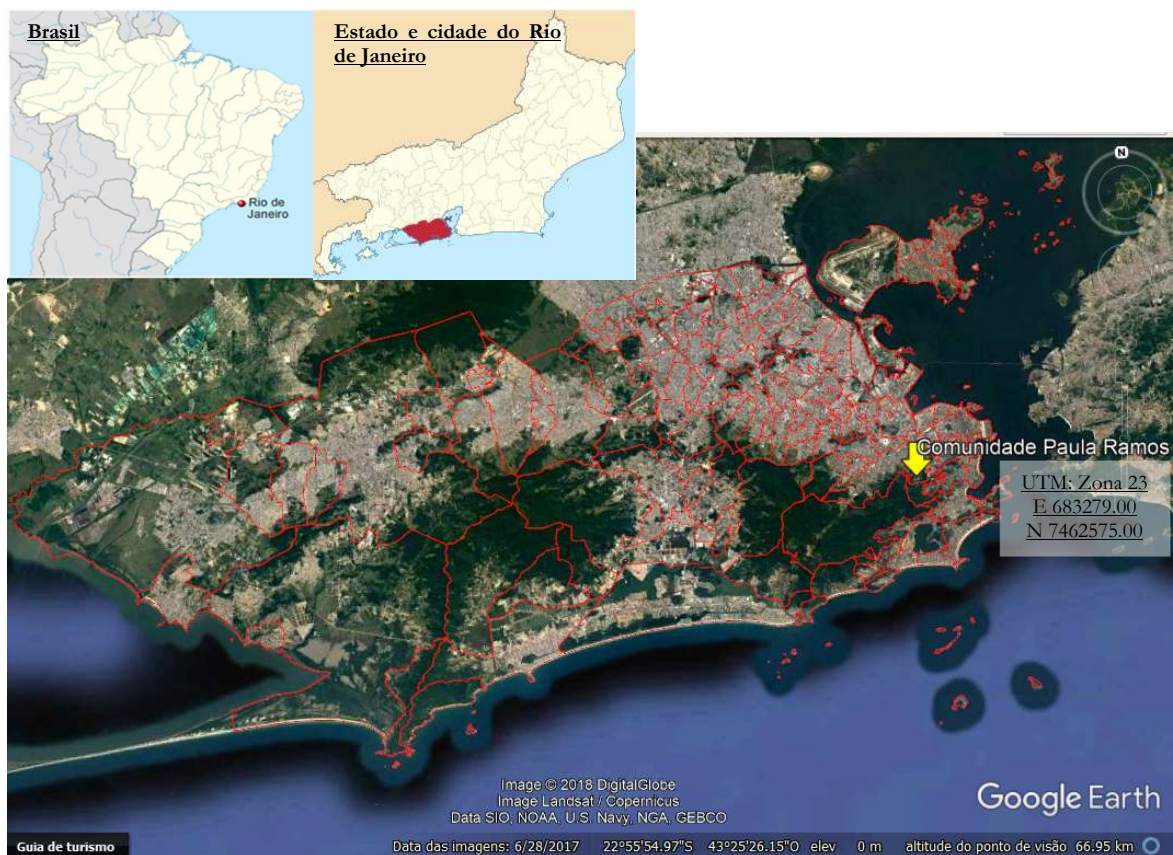 Brasil
Rio de
Janeiro
Estado e cidade do Rio
de Janeiro
N
Comunidade Paula Ramos
UTM: Zona 23
E 683279.00
N 7462575.00
Image © 2018 DigitalGlobe
Image Landsat / Copernicus
Data SIO, NOAA, U.S. Navy, NGA, GEBCO
Google Earth
Guia de turismo
Data das imagens: 6/28/2017 22°55'54.97"S 43°25'26.15"O elev 0 m altitude do ponto de visão 66.95 km